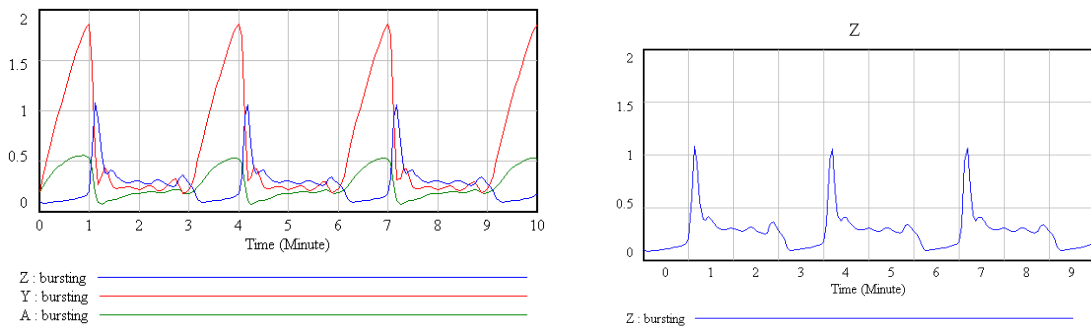 2
1.5
1
0.5
0
0 1 2 3 4 5 6 7 8 9 10
Time (Minute)
Z : bursting
Y : bursting
A : bursting
Z
2
1.5
1
0.5
0
0 1 2 3 4 5 6 7 8 9
Time (Minute)
Z : bursting